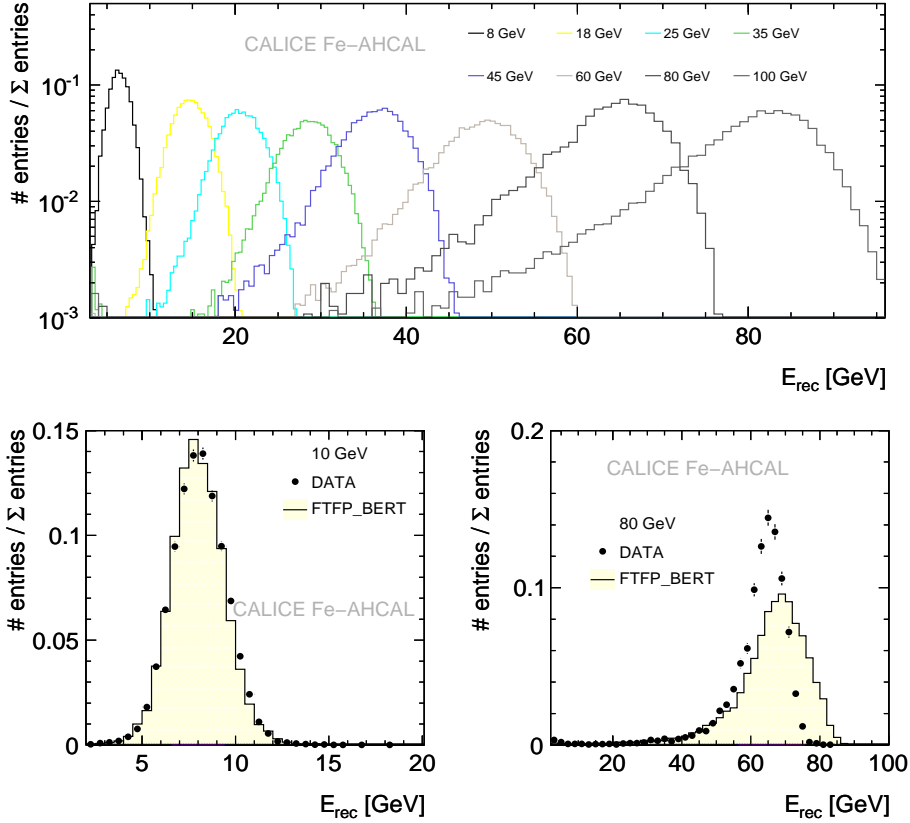 # entries / Σ entries
CALICE Fe−AHCAL
8 GeV 18 GeV 25 GeV 35 GeV
45 GeV 60 GeV 80 GeV 100 GeV
10⁻¹
10⁻²
10⁻³
20 40 60 80
E_rec [GeV]
# entries / Σ entries
0.15
0.1
0.05
0
10 GeV
DATA
FTFP_BERT
CALICE Fe−AHCAL
5 10 15 20
E_rec [GeV]
# entries / Σ entries
0.2
0.1
0
CALICE Fe−AHCAL
80 GeV
DATA
FTFP_BERT
20 40 60 80 100
E_rec [GeV]